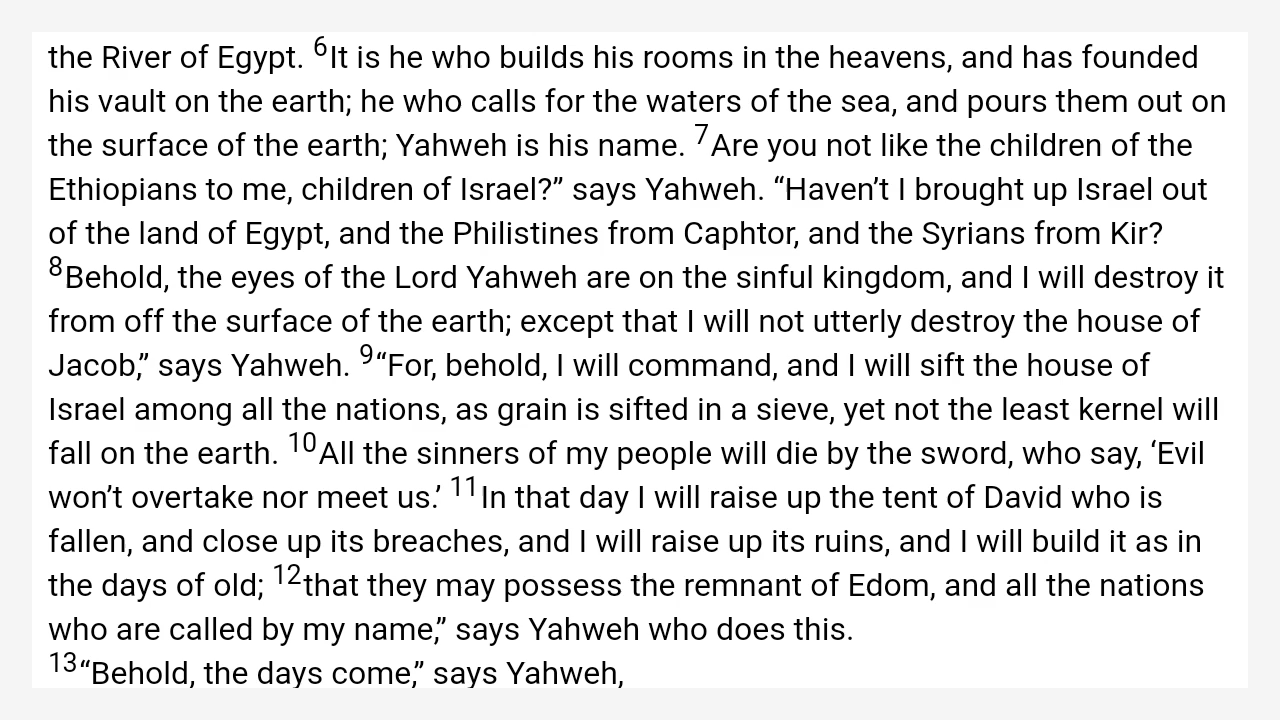 the River of Egypt. 6It is he who builds his rooms in the heavens, and has founded
his vault on the earth; he who calls for the waters of the sea, and pours them out on
the surface of the earth; Yahweh is his name. 7Are you not like the children of the
Ethiopians to me, children of Israel?” says Yahweh. “Haven’t I brought up Israel out
of the land of Egypt, and the Philistines from Caphtor, and the Syrians from Kir?
8Behold, the eyes of the Lord Yahweh are on the sinful kingdom, and I will destroy it
from off the surface of the earth; except that I will not utterly destroy the house of
Jacob,” says Yahweh. 9“For, behold, I will command, and I will sift the house of
Israel among all the nations, as grain is sifted in a sieve, yet not the least kernel will
fall on the earth. 10All the sinners of my people will die by the sword, who say, ‘Evil
won’t overtake nor meet us.’ 11In that day I will raise up the tent of David who is
fallen, and close up its breaches, and I will raise up its ruins, and I will build it as in
the days of old; 12that they may possess the remnant of Edom, and all the nations
who are called by my name,” says Yahweh who does this.
13“Behold, the days come,” says Yahweh,